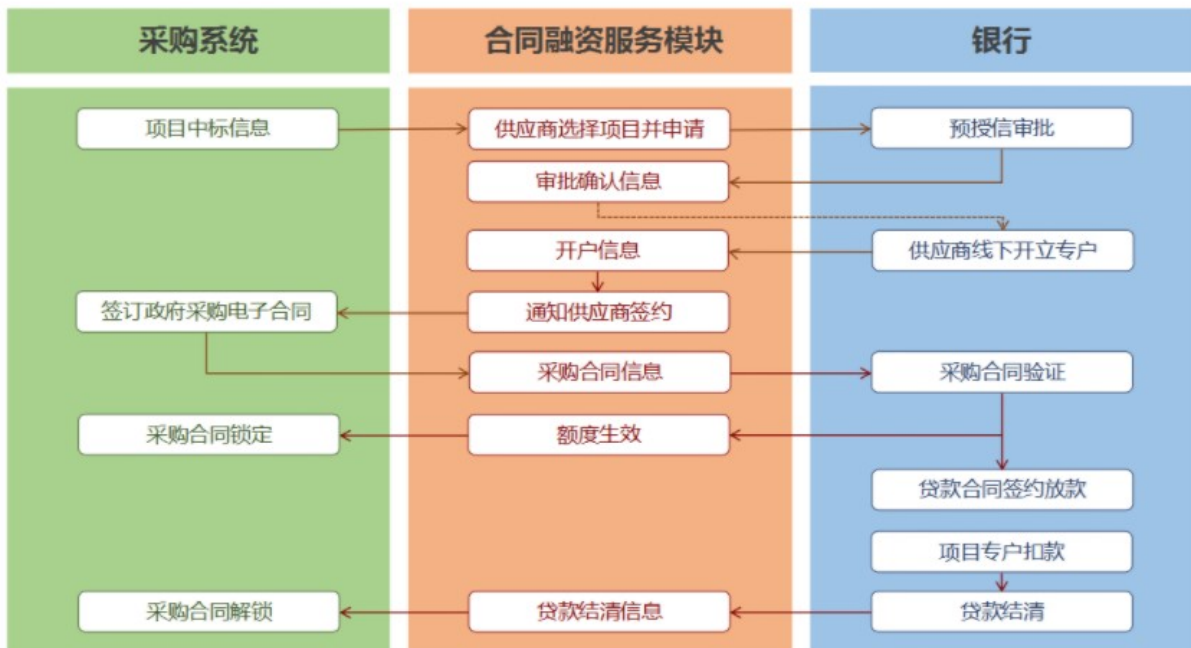 采购系统
合同融资服务模块
银行
项目中标信息
供应商选择项目并申请
预授信审批
审批确认信息
开户信息
供应商线下开立专户
签订政府采购电子合同
通知供应商签约
采购合同信息
采购合同验证
采购合同锁定
额度生效
贷款合同签约放款
项目专户扣款
采购合同解锁
贷款结清信息
贷款结清